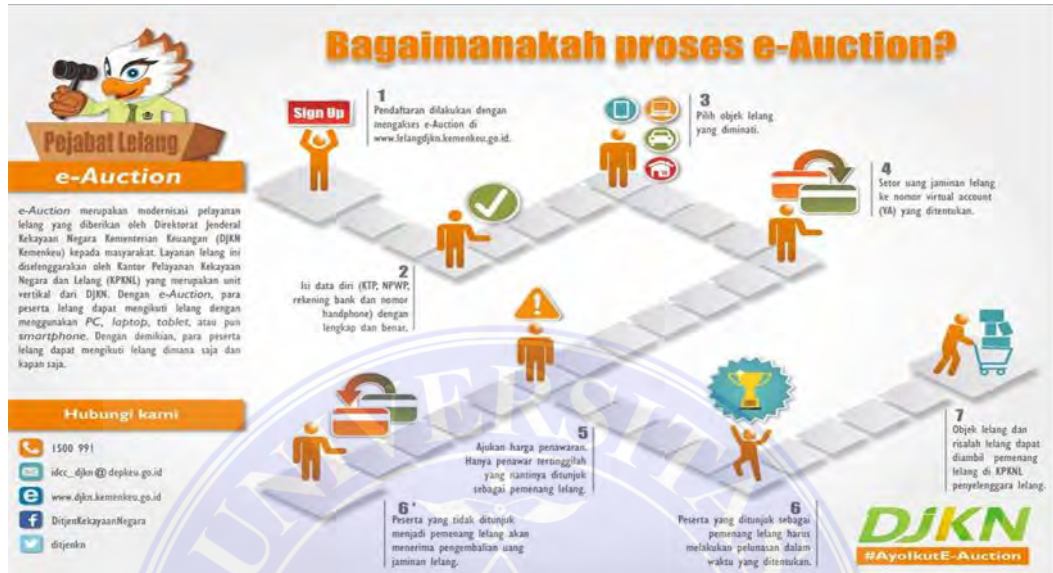 Bagaimanakah proses e-Auction?
Pejabat Lelang
e-Auction
e-Auction merupakan modernisasi pelayanan
lelang yang diberikan oleh Direktorat Jenderal
Kekayaan Negara Kementerian Keuangan (DJKN
Kemenkeu) kepada masyarakat. Layanan lelang ini
diselenggarakan oleh Kantor Pelayanan Kekayaan
Negara dan Lelang (KPKNL) yang merupakan unit
vertikal dari DJKN. Dengan e-Auction, para
peserta lelang dapat mengikuti lelang dengan
menggunakan PC, laptop, tablet, atau pun
smartphone. Dengan demikian, para peserta
lelang dapat mengikuti lelang dimana saja dan
kapan saja.
Hubungi kami
1500 991
idcc_djkn@depkeu.go.id
www.djkn.kemenkeu.go.id
DitjenKekayaanNegara
ditjenkn
Sign Up
1
Pendaftaran dilakukan dengan
mengakses e-Auction di
www.lelangdjkn.kemenkeu.go.id.
2
Isi data diri (KTP, NPWP,
rekening bank dan nomor
handphone) dengan
lengkap dan benar.
3
Pilih objek lelang
yang diminati.
4
Setor uang jaminan lelang
ke nomor virtual account
(VA) yang ditentukan.
5
Ajukan harga penawaran.
Hanya penawar tertinggilah
yang nantinya ditunjuk
sebagai pemenang lelang.
6*
Peserta yang tidak ditunjuk
menjadi pemenang lelang akan
menerima pengembalian uang
jaminan lelang.
6
Peserta yang ditunjuk sebagai
pemenang lelang harus
melakukan pelunasan dalam
waktu yang ditentukan.
7
Objek lelang dan
risalah lelang dapat
diambil pemenang
lelang di KPKNL
penyelenggara lelang.
DJKN
#AyoIkutE-Auction
UNIVERSITA